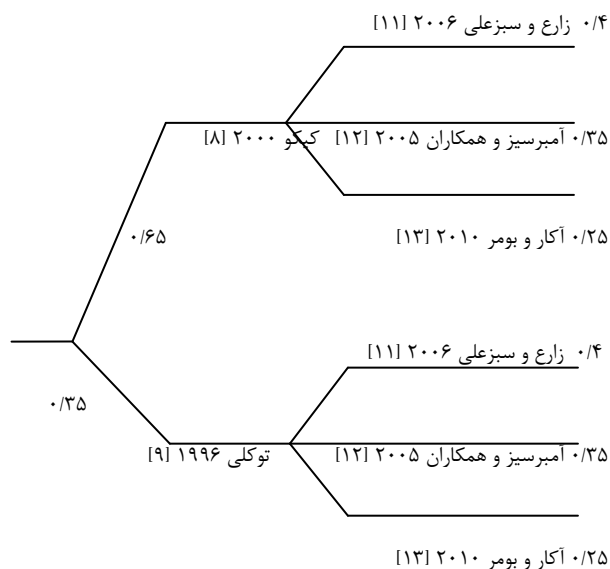 ۰/۴ زارع و سبزعلی ۲۰۰۶ [۱۱]
۰/۳۵ آمبرسیز و همکاران ۲۰۰۵ [۱۲]
کیکو ۲۰۰۰ [۸]
۰/۶۵
۰/۲۵ آکار و بومر ۲۰۱۰ [۱۳]
۰/۴ زارع و سبزعلی ۲۰۰۶ [۱۱]
۰/۳۵
۰/۳۵ آمبرسیز و همکاران ۲۰۰۵ [۱۲]
توکلی ۱۹۹۶ [۹]
۰/۲۵ آکار و بومر ۲۰۱۰ [۱۳]